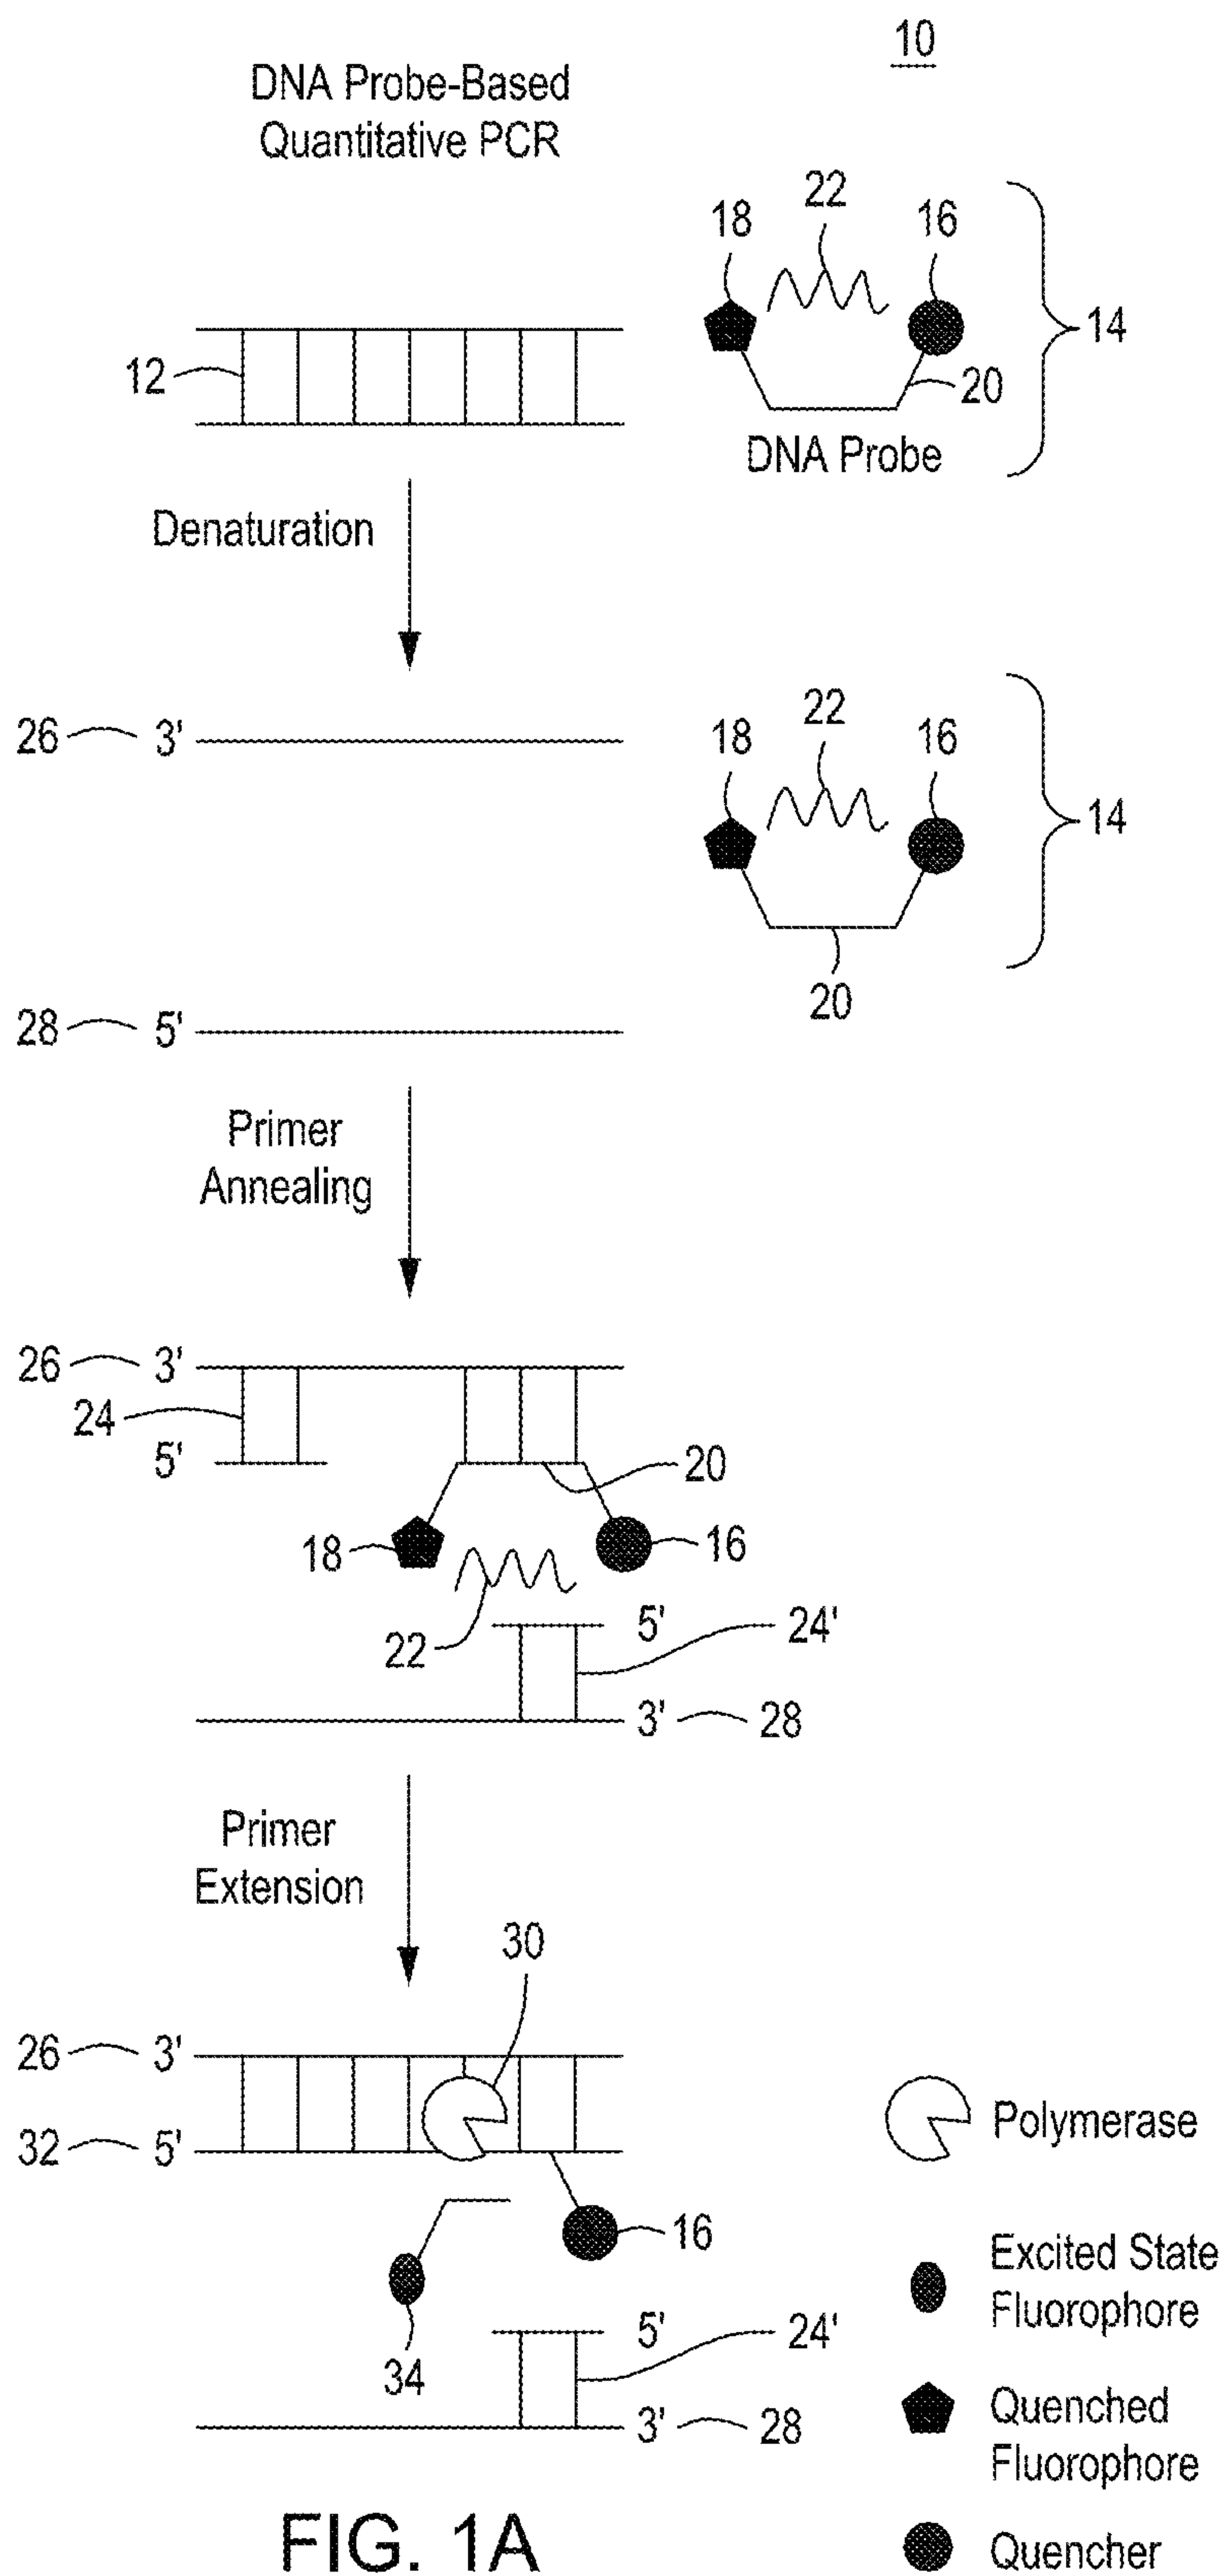 10
DNA Probe-Based
Quantitative PCR
22
18
16
12
14
20
DNA Probe
Denaturation
22
26 3'
18
16
14
20
28 5'
Primer
Annealing
26 3'
24
5'
20
18
16
5'
22
24'
3' 28
Primer
Extension
30
26 3'
32 5'
Polymerase
16
Excited State
Fluorophore
5' 24'
34
Quenched
3' 28
Fluorophore
FIG. 1A
Quencher